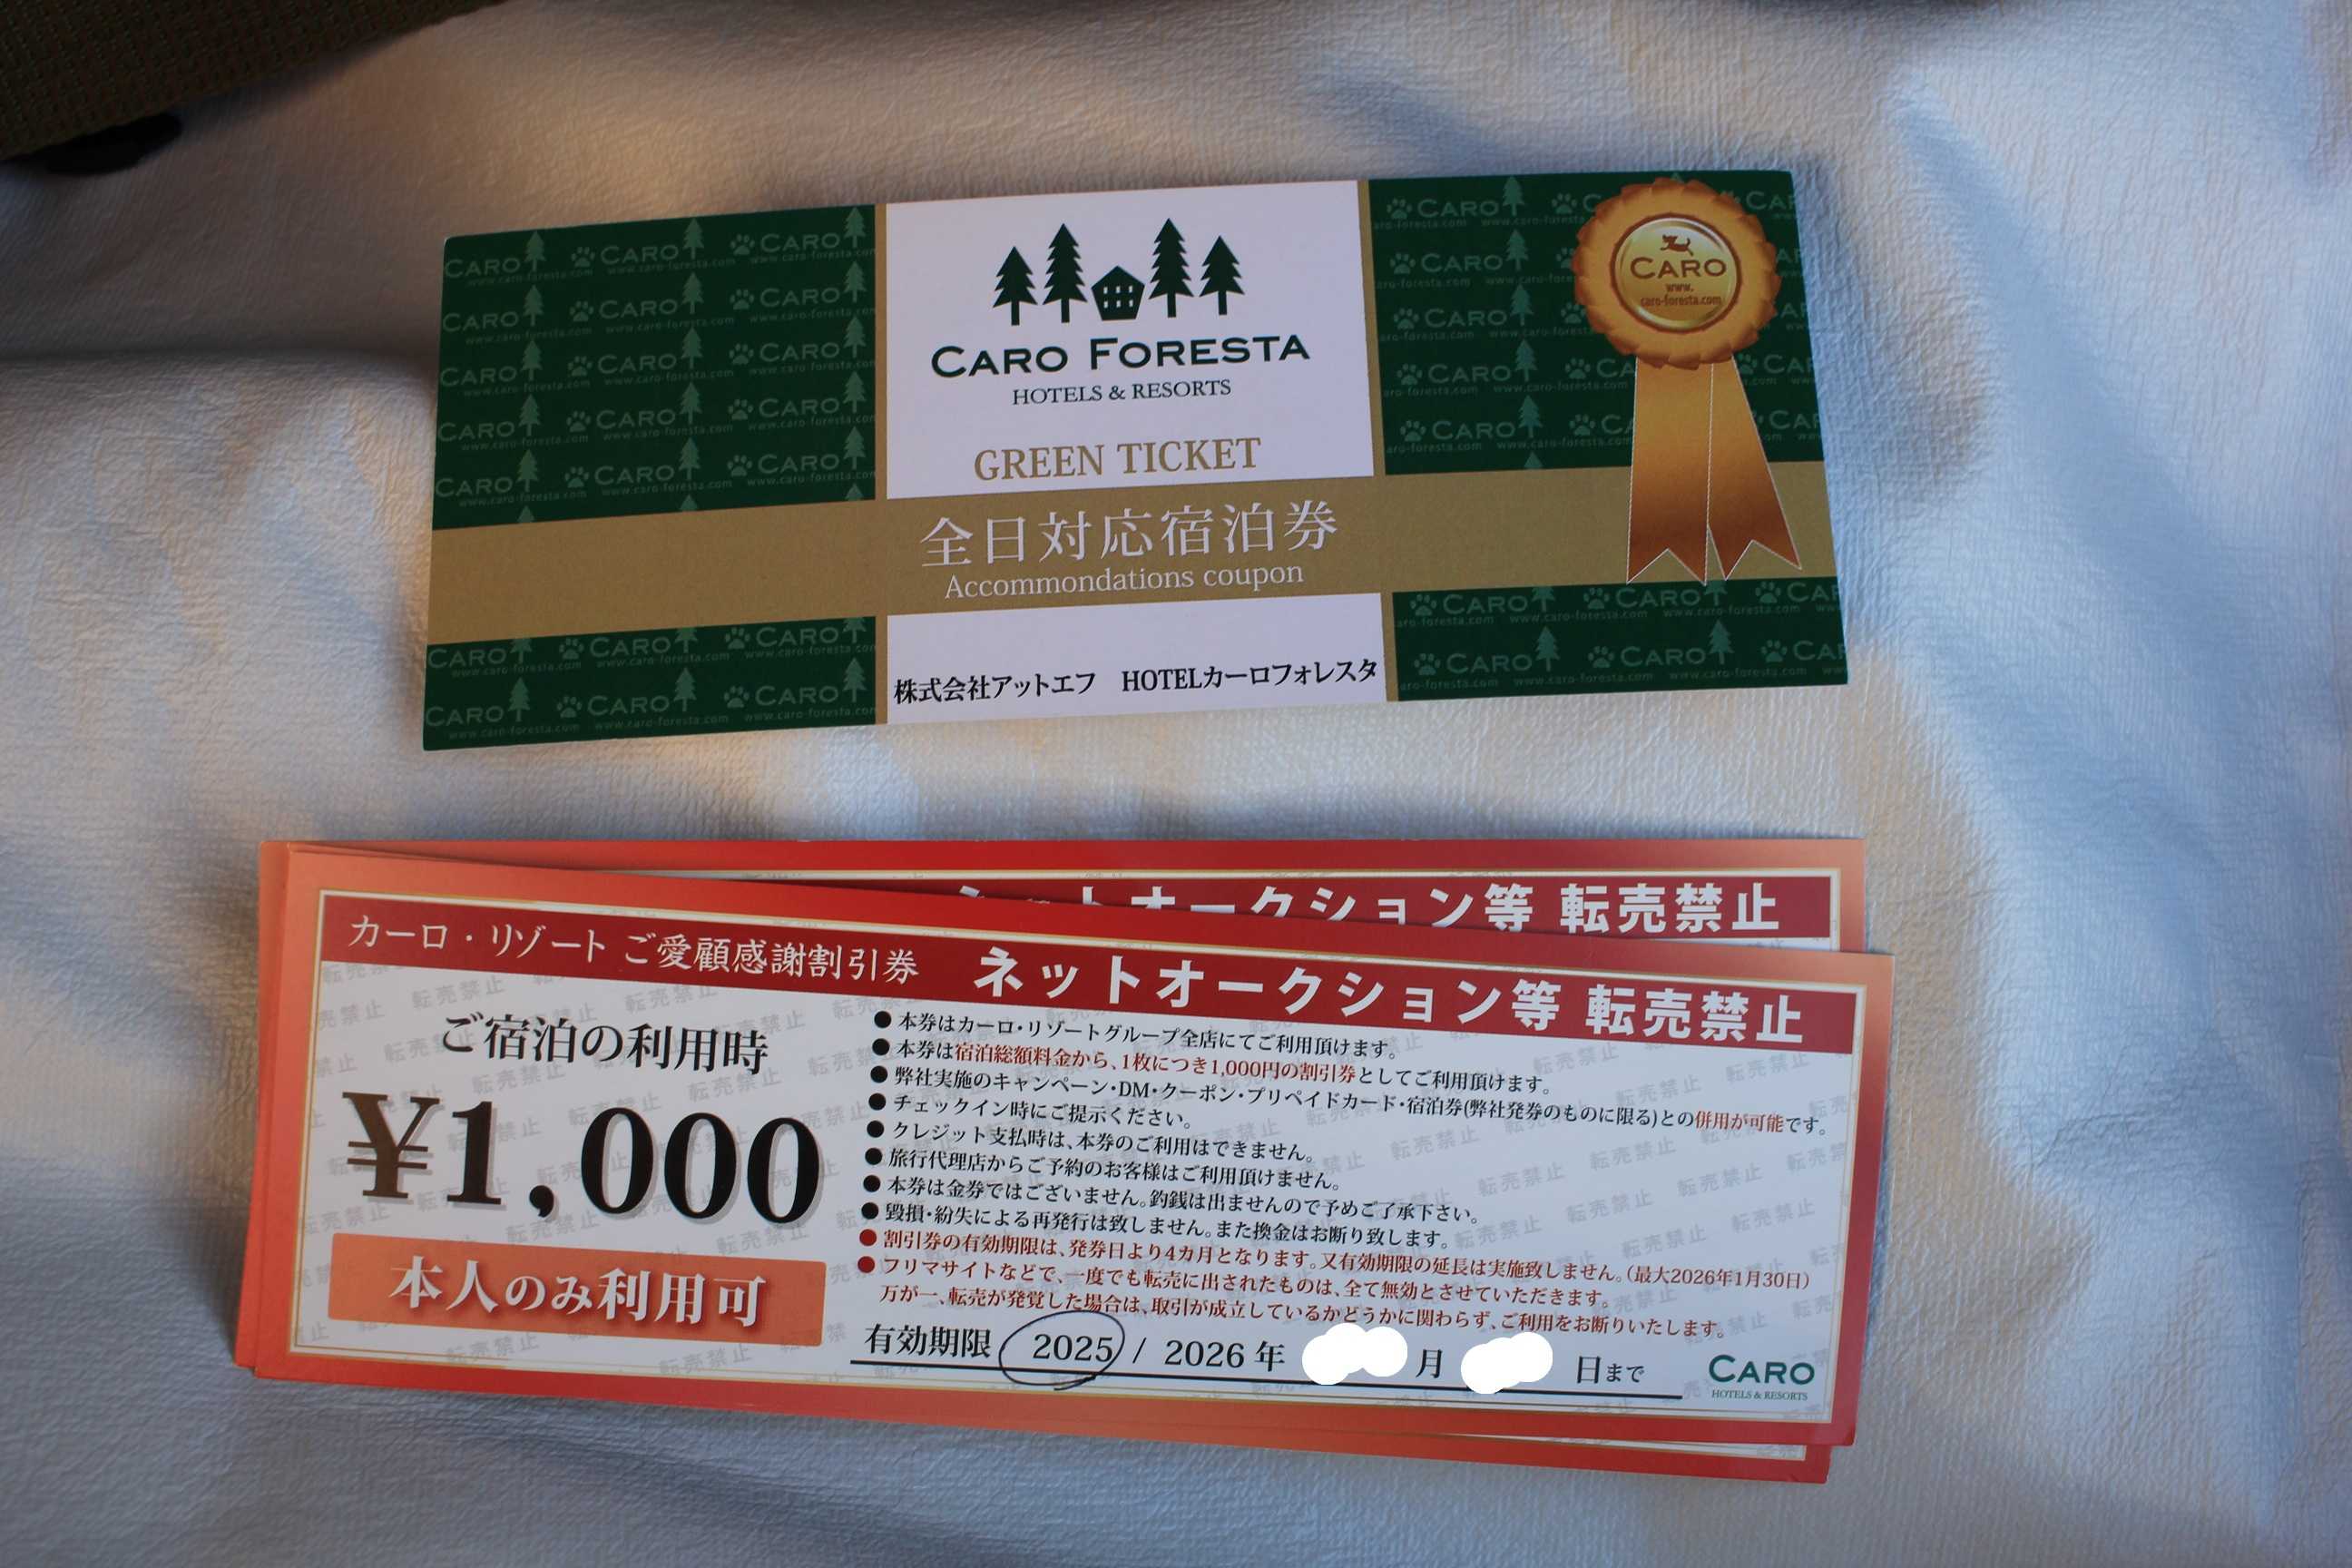 CARO FORESTA
HOTELS & RESORTS
GREEN TICKET
全日対応宿泊券
Accommondations coupon
株式会社アットエフ　HOTELカーロフォレスタ
CARO
www.
caro-foresta.com
ネットオークション等 転売禁止
カーロ・リゾート ご愛顧感謝割引券　ネットオークション等 転売禁止
ご宿泊の利用時
¥1,000
本人のみ利用可
●本券はカーロ・リゾートグループ全店にてご利用頂けます。
●本券は宿泊総額料金から、1枚につき1,000円の割引券としてご利用頂けます。
●弊社実施のキャンペーン・DM・クーポン・プリペイドカード・宿泊券(弊社発券のものに限る)との併用が可能です。
●チェックイン時にご提示ください。
●クレジット支払時は、本券のご利用はできません。
●旅行代理店からご予約のお客様はご利用頂けません。
●本券は金券ではございません。釣銭は出ませんので予めご了承下さい。
●毀損・紛失による再発行は致しません。また換金はお断り致します。
●割引券の有効期限は、発券日より4カ月となります。又有効期限の延長は実施致しません。(最大2026年1月30日)
●フリマサイトなどで、一度でも転売に出されたものは、全て無効とさせていただきます。
万が一、転売が発覚した場合は、取引が成立しているかどうかに関わらず、ご利用をお断りいたします。
有効期限 2025 / 2026 年 月 日まで
CARO
HOTELS & RESORTS